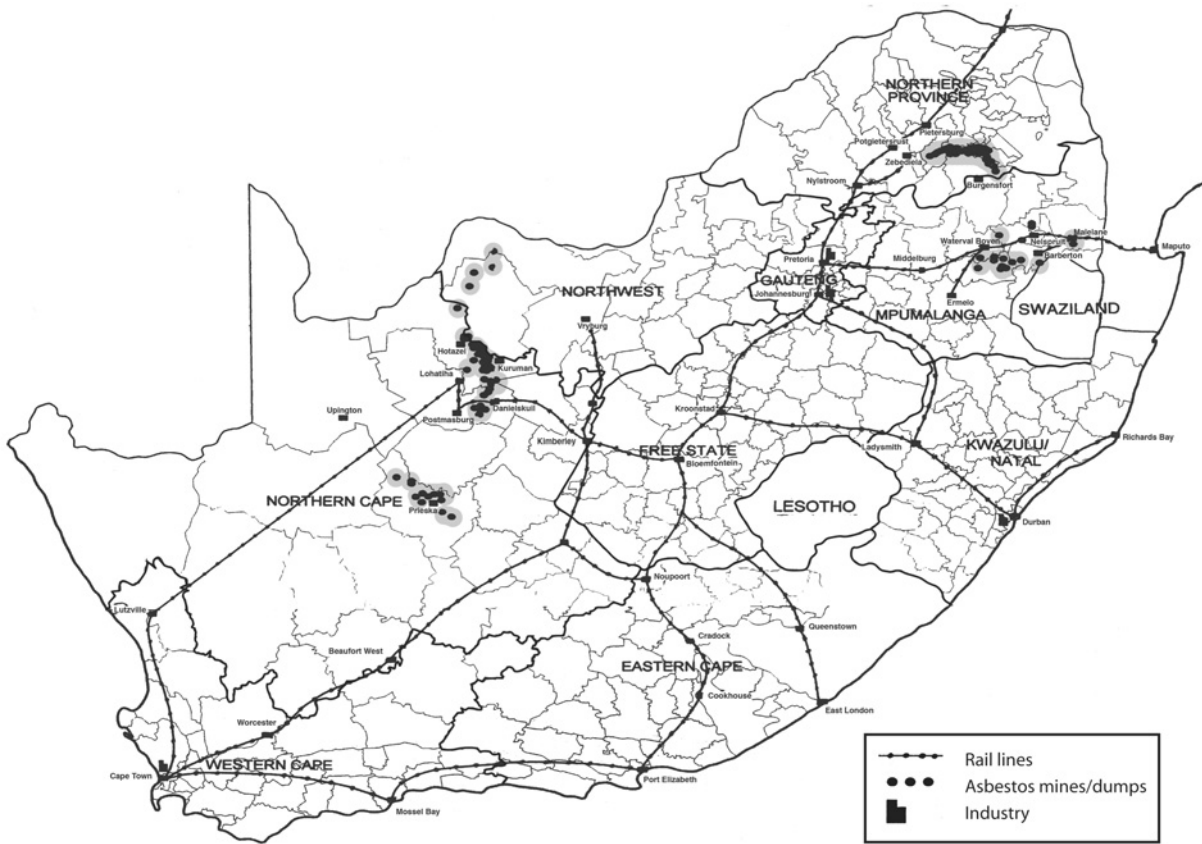 NORTHERN
PROVINCE
Pietersburg
Potgietersrust
Zebediela
Nylstroom
Burgensfort
Malelane
Nelspruit
Waterval Boven
Maputo
Barberton
Pretoria
Middelburg
GAUTENG
Johannesburg
Ermelo
MPUMALANGA
SWAZILAND
NORTHWEST
Vryburg
Hotazel
Kuruman
Lohatlha
Upington
Postmasburg
Danielskuil
Kroonstad
Kimberley
FREE STATE
Bloemfontein
Ladysmith
KWAZULU/
NATAL
Richards Bay
NORTHERN CAPE
Prieska
LESOTHO
Durban
Noupoort
Lutzville
Queenstown
Cradock
Beaufort West
EASTERN CAPE
Cookhouse
East London
Worcester
WESTERN CAPE
Cape Town
Port Elizabeth
Mossel Bay
Rail lines
Asbestos mines/dumps
Industry